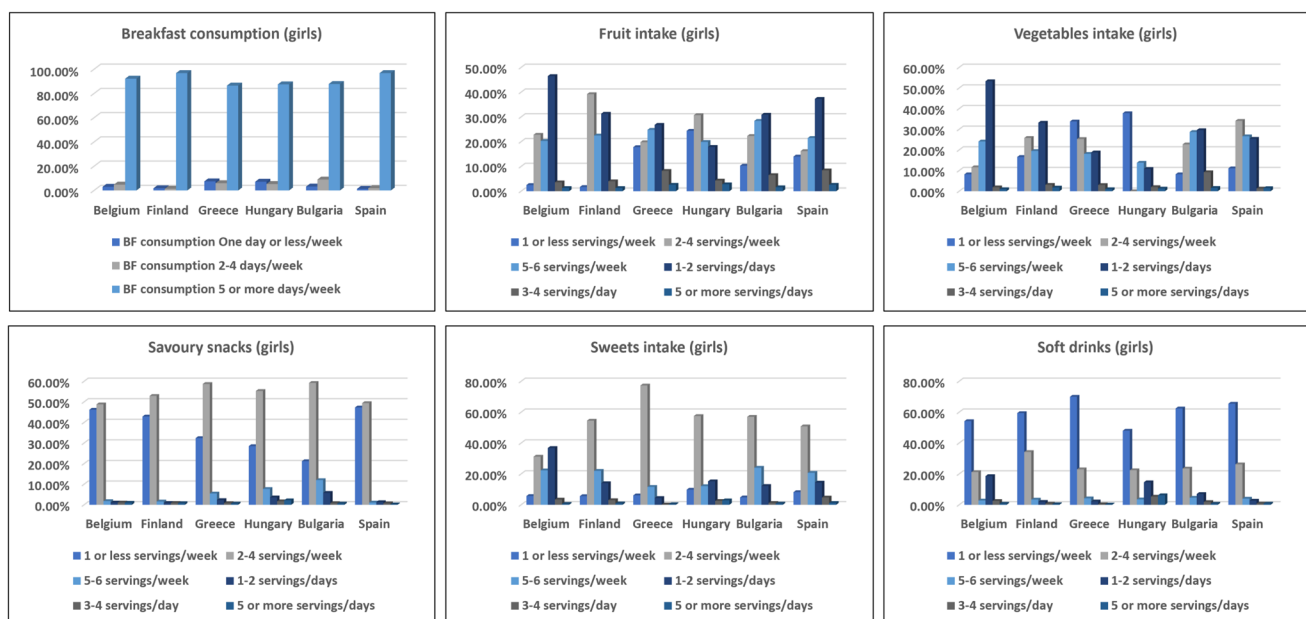 Breakfast consumption (girls)
100.00%
80.00%
60.00%
40.00%
20.00%
0.00%
Belgium Finland Greece Hungary Bulgaria Spain
BF consumption One day or less/week
BF consumption 2-4 days/week
BF consumption 5 or more days/week
Fruit intake (girls)
50.00%
40.00%
30.00%
20.00%
10.00%
0.00%
Belgium Finland Greece Hungary Bulgaria Spain
1 or less servings/week 2-4 servings/week
5-6 servings/week 1-2 servings/days
3-4 servings/day 5 or more servings/days
Vegetables intake (girls)
60.00%
50.00%
40.00%
30.00%
20.00%
10.00%
0.00%
Belgium Finland Greece Hungary Bulgaria Spain
1 or less servings/week 2-4 servings/week
5-6 servings/week 1-2 servings/days
3-4 servings/day 5 or more servings/days
Savoury snacks (girls)
60.00%
50.00%
40.00%
30.00%
20.00%
10.00%
0.00%
Belgium Finland Greece Hungary Bulgaria Spain
1 or less servings/week 2-4 servings/week
5-6 servings/week 1-2 servings/days
3-4 servings/day 5 or more servings/days
Sweets intake (girls)
80.00%
60.00%
40.00%
20.00%
0.00%
Belgium Finland Greece Hungary Bulgaria Spain
1 or less servings/week 2-4 servings/week
5-6 servings/week 1-2 servings/days
3-4 servings/day 5 or more servings/days
Soft drinks (girls)
80.00%
60.00%
40.00%
20.00%
0.00%
Belgium Finland Greece Hungary Bulgaria Spain
1 or less servings/week 2-4 servings/week
5-6 servings/week 1-2 servings/days
3-4 servings/day 5 or more servings/days